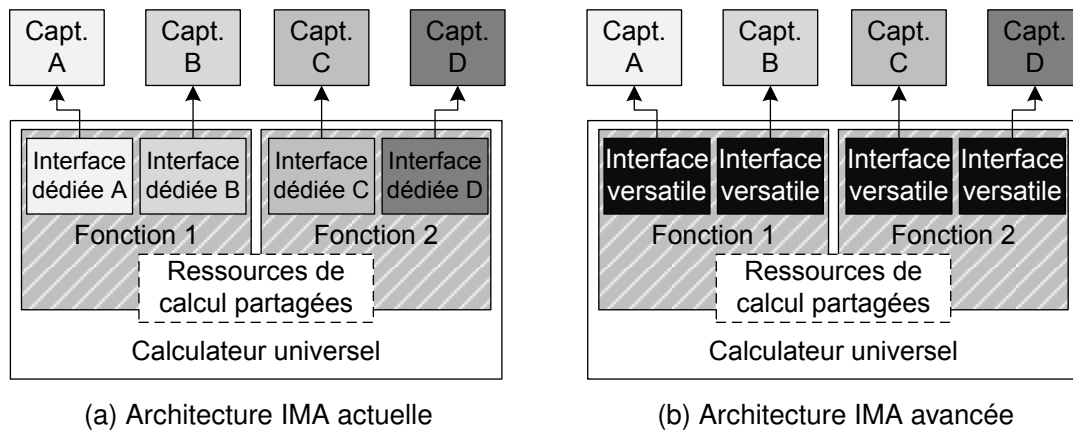 Capt. A
Capt. B
Capt. C
Capt. D
Interface dédiée A
Interface dédiée B
Interface dédiée C
Interface dédiée D
Fonction 1
Fonction 2
Ressources de
calcul partagées
Calculateur universel
(a) Architecture IMA actuelle
Capt. A
Capt. B
Capt. C
Capt. D
Interface versatile
Interface versatile
Interface versatile
Interface versatile
Fonction 1
Fonction 2
Ressources de
calcul partagées
Calculateur universel
(b) Architecture IMA avancée